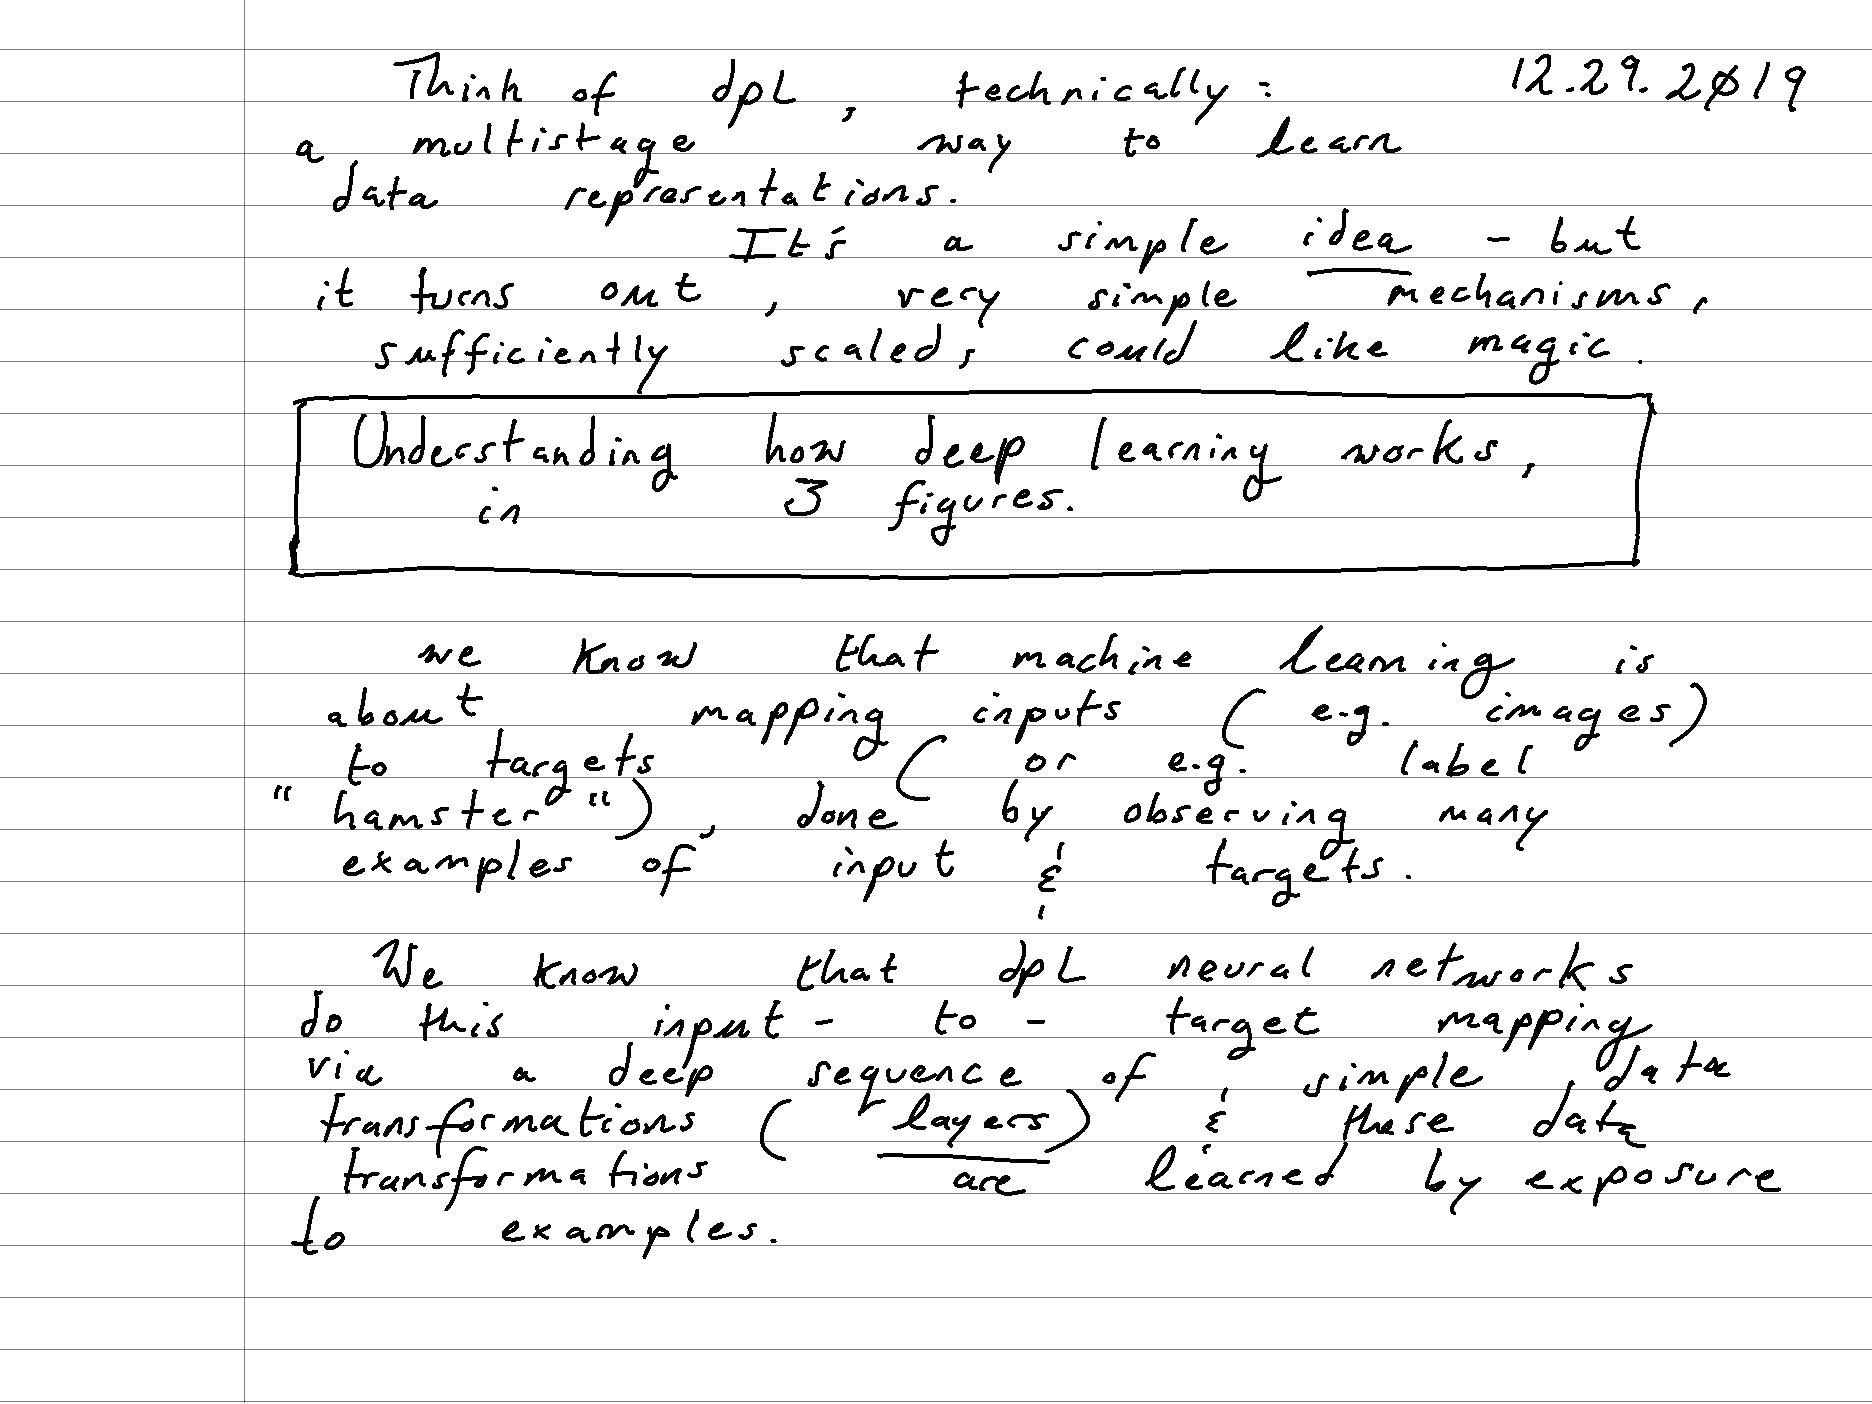 Think of dpL, technically: 12.29.2019
a multistage way to learn
data representations.
It's a simple idea - but
it turns out, very simple mechanisms,
sufficiently scaled, could like magic.
Understanding how deep learning works,
in 3 figures.
we know that machine learning is
about mapping inputs (e.g. images)
to targets (or e.g. label
"hamster"), done by observing many
examples of input & targets.
We know that dpL neural networks
do this input-to-target mapping
via a deep sequence of simple data
transformations (layers) & these data
transformations are learned by exposure
to examples.